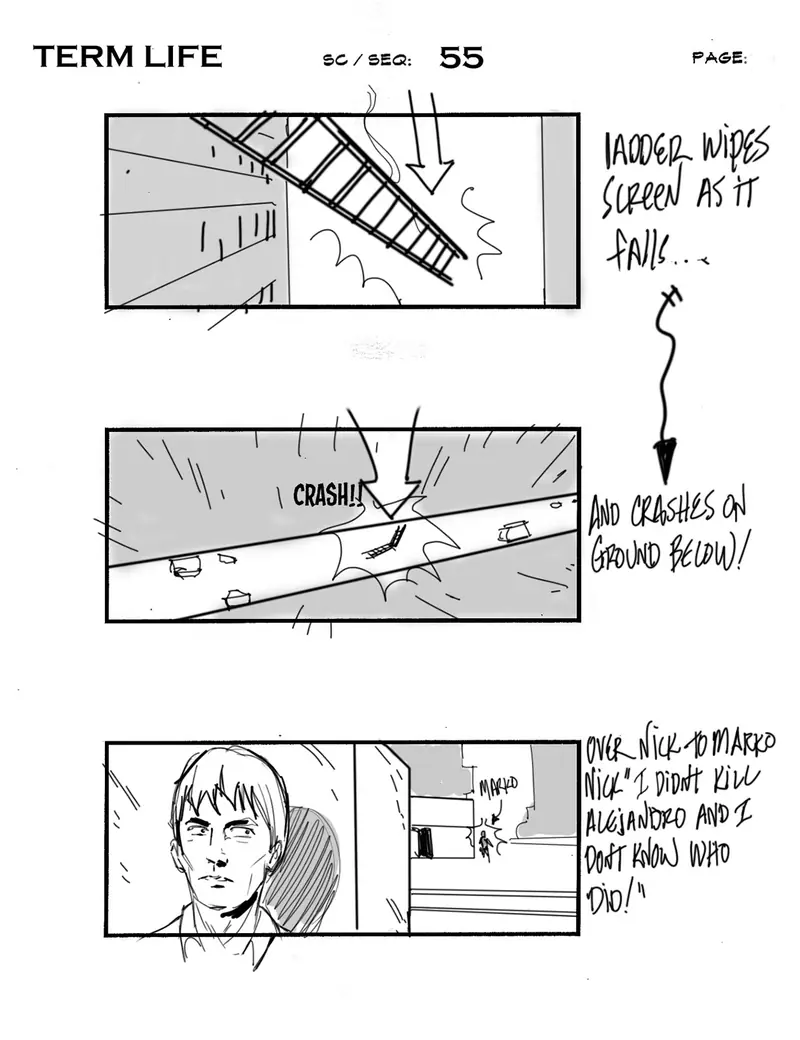 TERM LIFE
SC / SEQ: 55
PAGE:
LADDER WIPES
SCREEN AS IT
FALLS...
CRASH!!
AND CRASHES ON
GROUND BELOW!
OVER NICK TO MARKO
NICK "I DIDN'T KILL
ALEJANDRO AND I
DON'T KNOW WHO
DID!"
MARKO